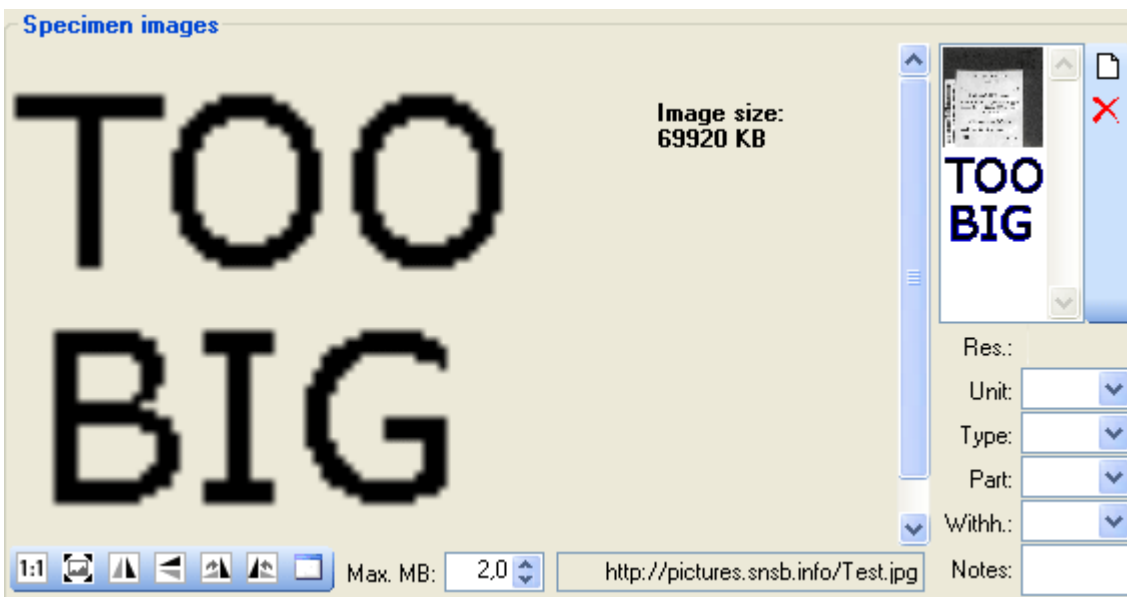 Specimen images
TOO
BIG
Image size:
69920 KB
TOO
BIG
Res.:
Unit:
Type:
Part:
Withh.:
Notes:
1:1
Max. MB: 2,0
http://pictures.snsb.info/Test.jpg